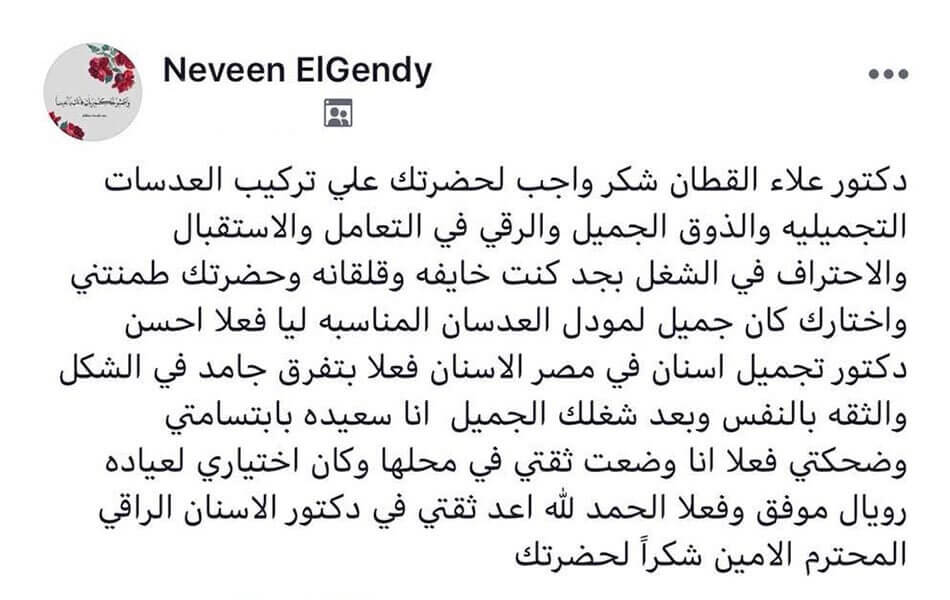 Neveen ElGendy
دكتور علاء القطان شكر واجب لحضرتك علي تركيب العدسات
التجميليه والذوق الجميل والرقي في التعامل والاستقبال
والاحتراف في الشغل بجد كنت خايفه وقلقانه وحضرتك طمنتني
واختارك كان جميل لمودل العدسان المناسبه ليا فعلا احسن
دكتور تجميل اسنان في مصر الاسنان فعلا بتفرق جامد في الشكل
والثقه بالنفس وبعد شغلك الجميل انا سعيده بابتسامتي
وضحكتي فعلا انا وضعت ثقتي في محلها وكان اختياري لعياده
رويال موفق وفعلا الحمد لله اعد ثقتي في دكتور الاسنان الراقي
المحترم الامين شكراً لحضرتك